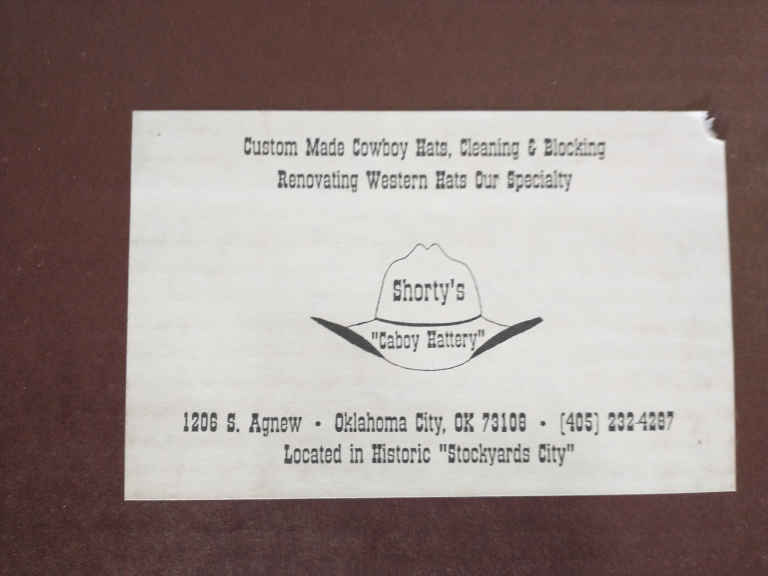 Custom Made Cowboy Hats, Cleaning & Blocking
Renovating Western Hats Our Specialty
Shorty's
"Caboy Hattery"
1206 S. Agnew • Oklahoma City, OK 73108 • (405) 232-4287
Located in Historic "Stockyards City"